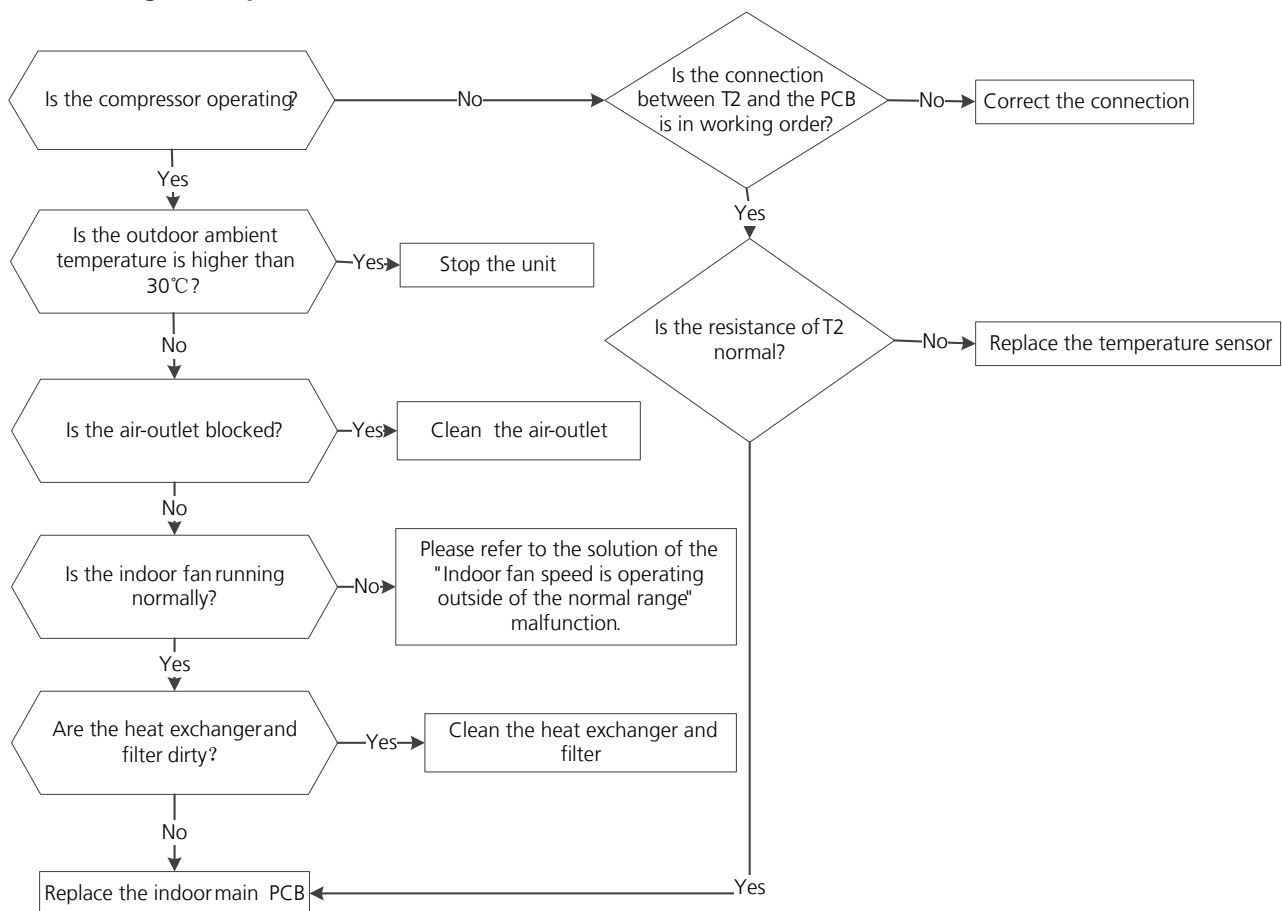 Is the compressor operating?
No
Is the connection
between T2 and the PCB
is in working order?
No
Correct the connection
Yes
Yes
Is the outdoor ambient
temperature is higher than
30℃?
Yes
Stop the unit
No
Is the resistance of T2
normal?
No
Replace the temperature sensor
Is the air-outlet blocked?
Yes
Clean the air-outlet
No
Is the indoor fan running
normally?
No
Please refer to the solution of the
"Indoor fan speed is operating
outside of the normal range"
malfunction.
Yes
Are the heat exchanger and
filter dirty?
Yes
Clean the heat exchanger and
filter
No
Replace the indoor main PCB
Yes